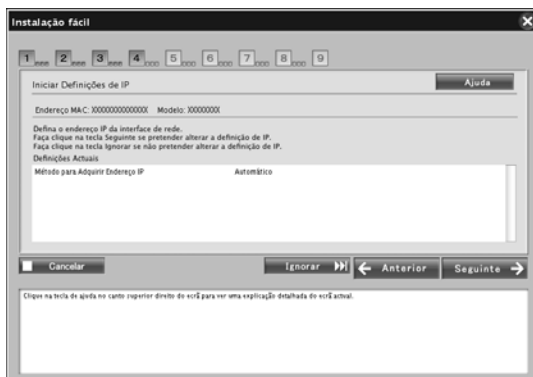 Instalação fácil
1 2 3 4 5 6 7 8 9
Iniciar Definições de IP
Ajuda
Endereço MAC: XXXXXXXXXXXXXX Modelo: XXXXXXXX
Defina o endereço IP da interface de rede.
Faça clique na tecla Seguinte se pretender alterar a definição de IP.
Faça clique na tecla Ignorar se não pretender alterar a definição de IP.
Definições Actuais
Método para Adquirir Endereço IP Automático
Cancelar
Ignorar
Anterior
Seguinte
Clique na tecla de ajuda no canto superior direito do ecrã para ver uma explicação detalhada do ecrã actual.